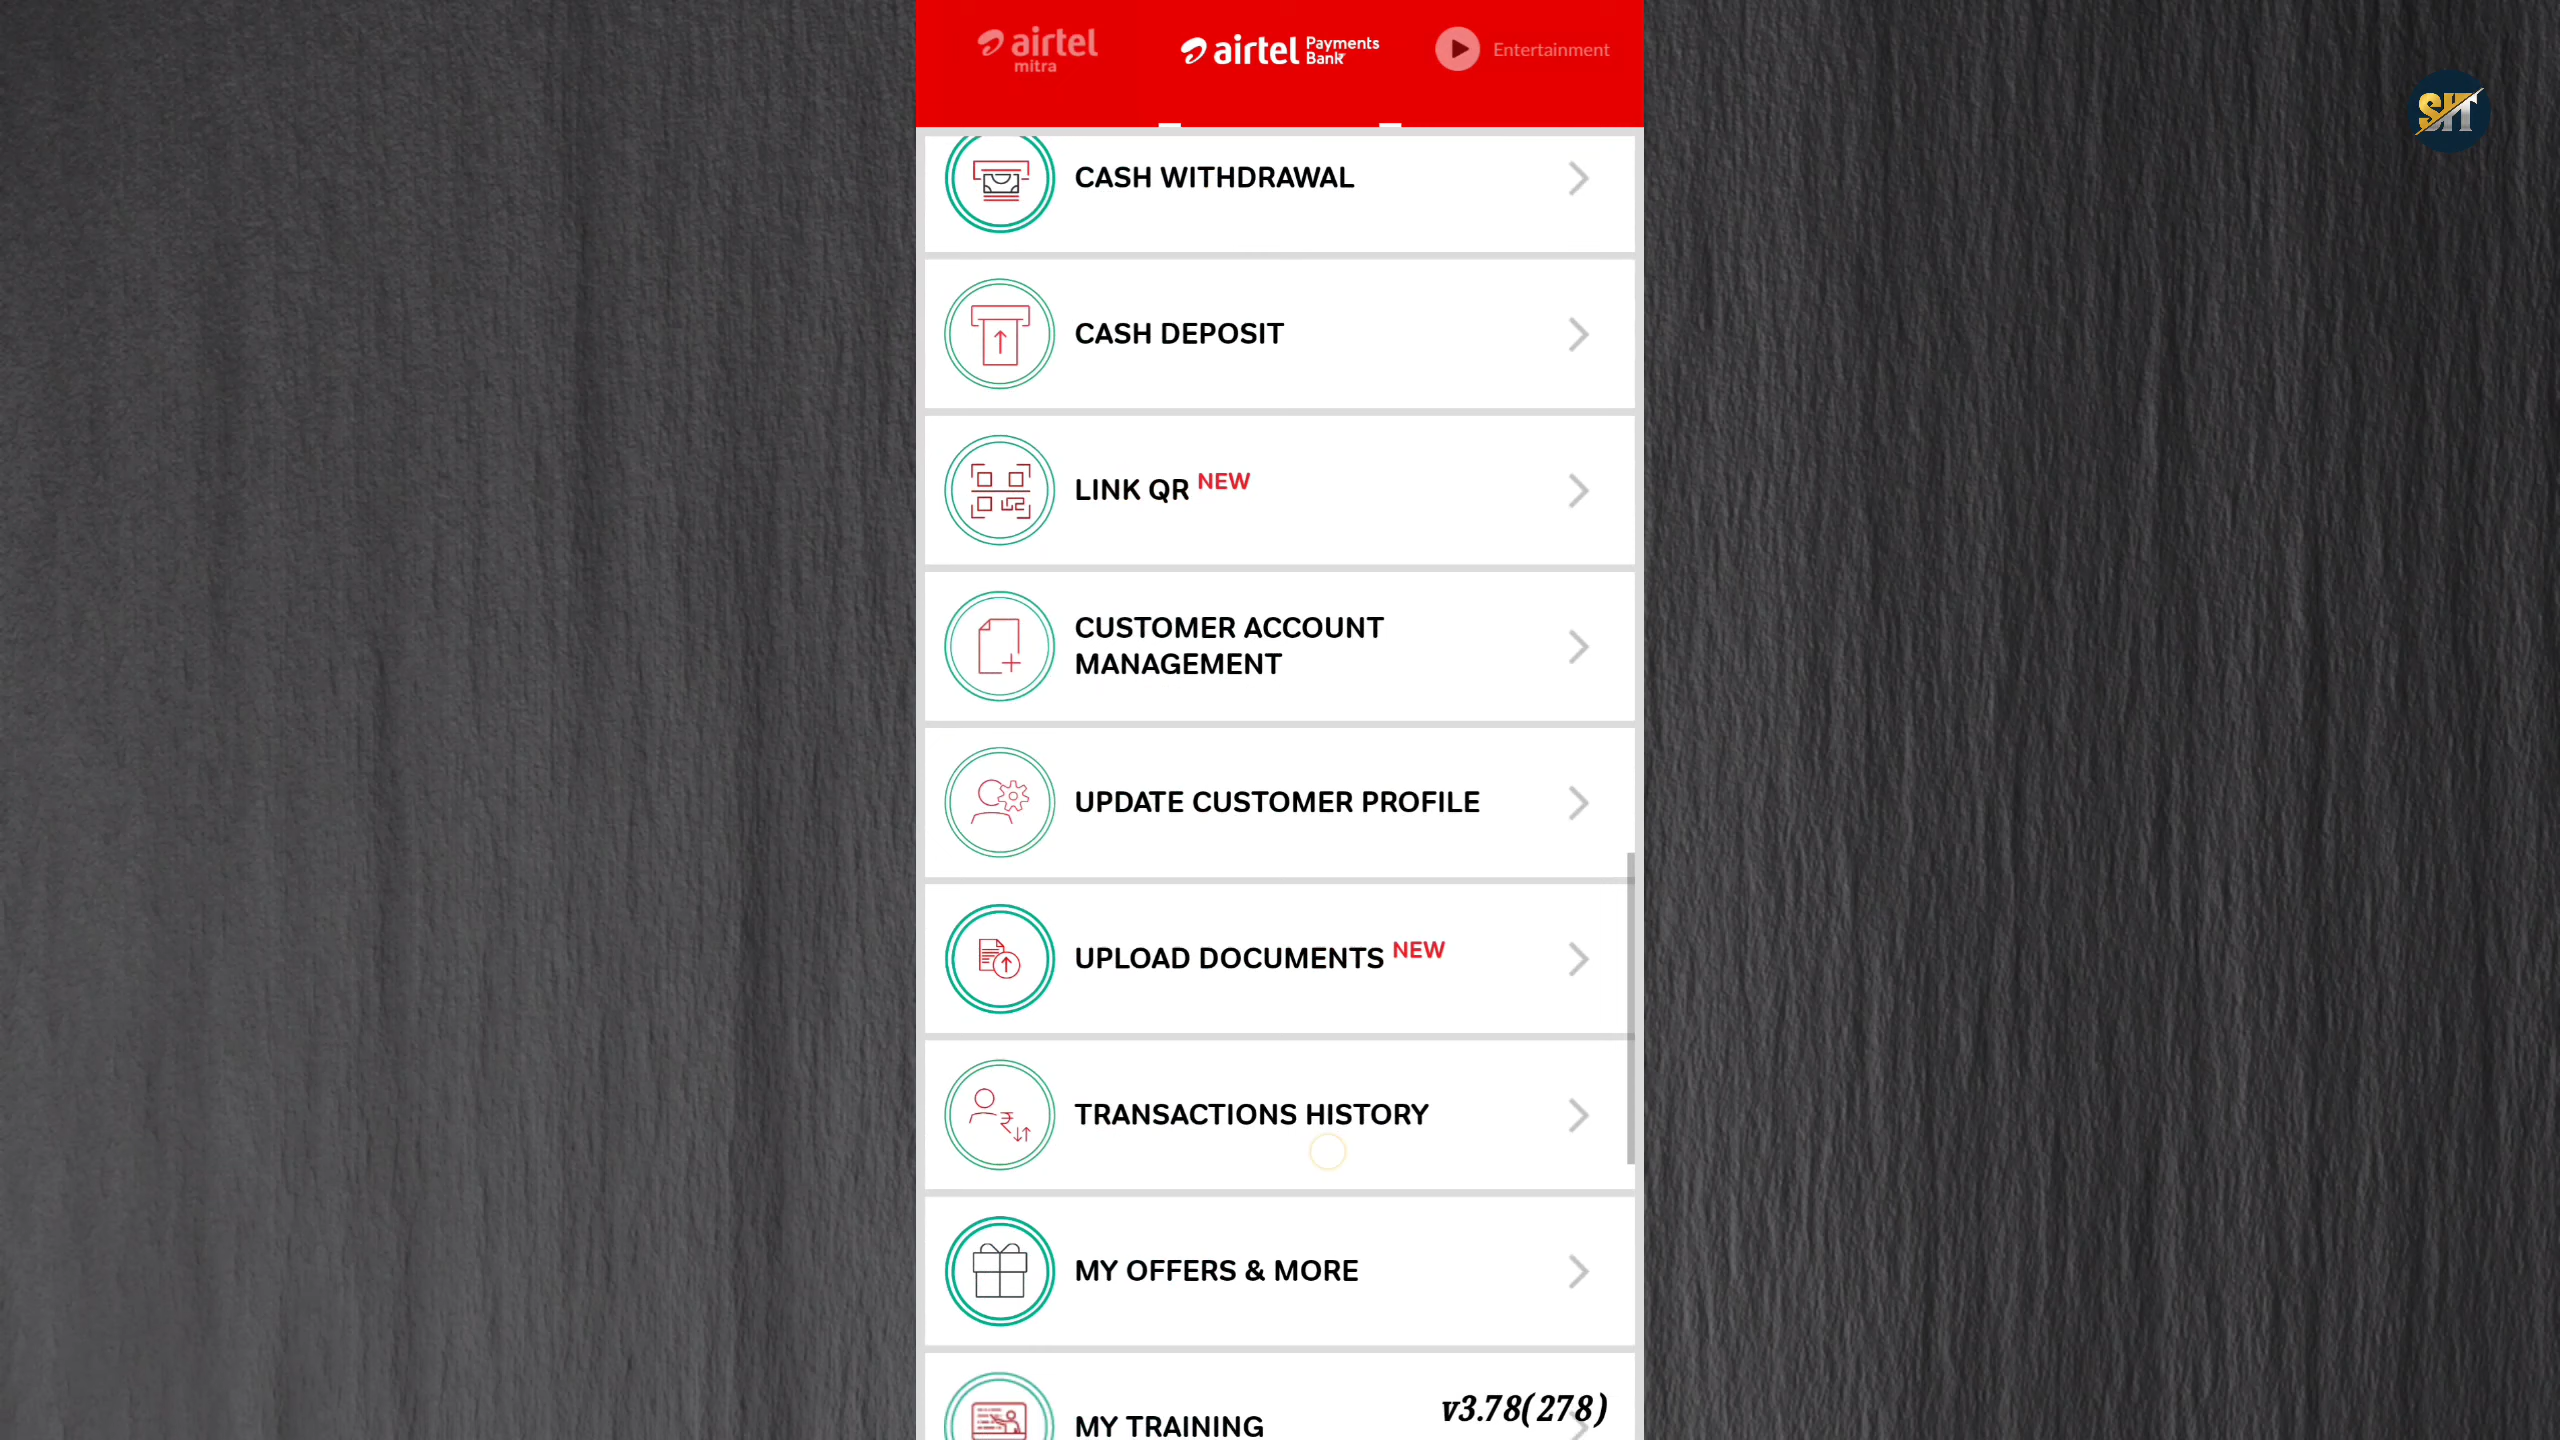 airtel
mitra
airtel Payments Bank
Entertainment
SHT
CASH WITHDRAWAL
CASH DEPOSIT
LINK QR NEW
CUSTOMER ACCOUNT
MANAGEMENT
UPDATE CUSTOMER PROFILE
UPLOAD DOCUMENTS NEW
TRANSACTIONS HISTORY
MY OFFERS & MORE
MY TRAINING
v3.78(278)